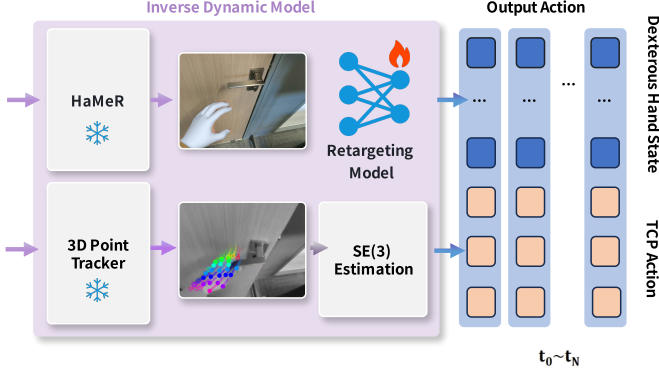 Inverse Dynamic Model
Output Action
HaMeR
Retargeting
Model
...
...
...
...
Dexterous Hand State
3D Point
Tracker
SE(3)
Estimation
TCP Action
t0~tN